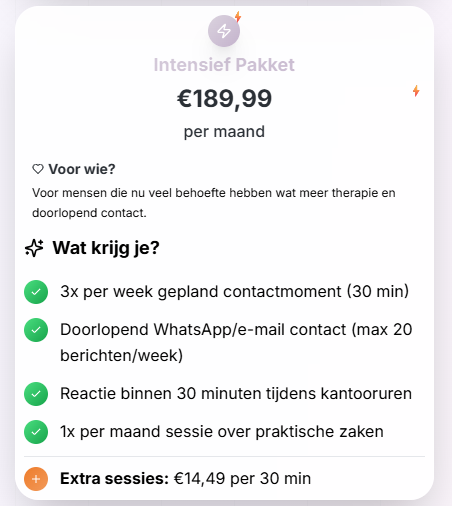 Intensief Pakket
€189,99
per maand
Voor wie?
Voor mensen die nu veel behoefte hebben wat meer therapie en
doorlopend contact.
Wat krijg je?
3x per week gepland contactmoment (30 min)
Doorlopend WhatsApp/e-mail contact (max 20
berichten/week)
Reactie binnen 30 minuten tijdens kantooruren
1x per maand sessie over praktische zaken
Extra sessies: €14,49 per 30 min